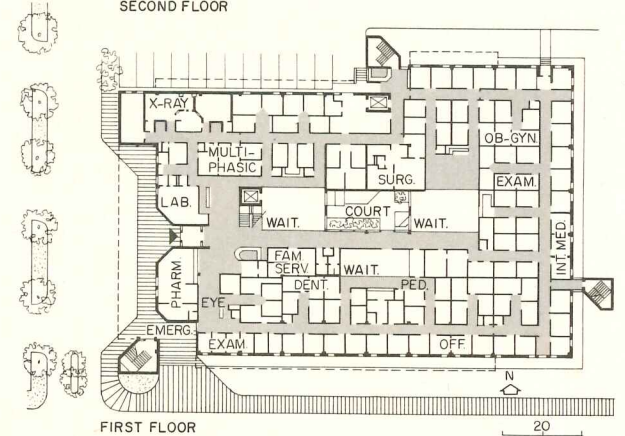 SECOND FLOOR
X-RAY
MULTI-
PHASIC
OB-GYN.
EXAM.
SURG.
LAB.
WAIT.
COURT
WAIT.
INT. MED.
FAM
SERV.
WAIT.
PHARM
DENT.
PED.
EYE
EMERG.
EXAM
OFF.
N
FIRST FLOOR
20